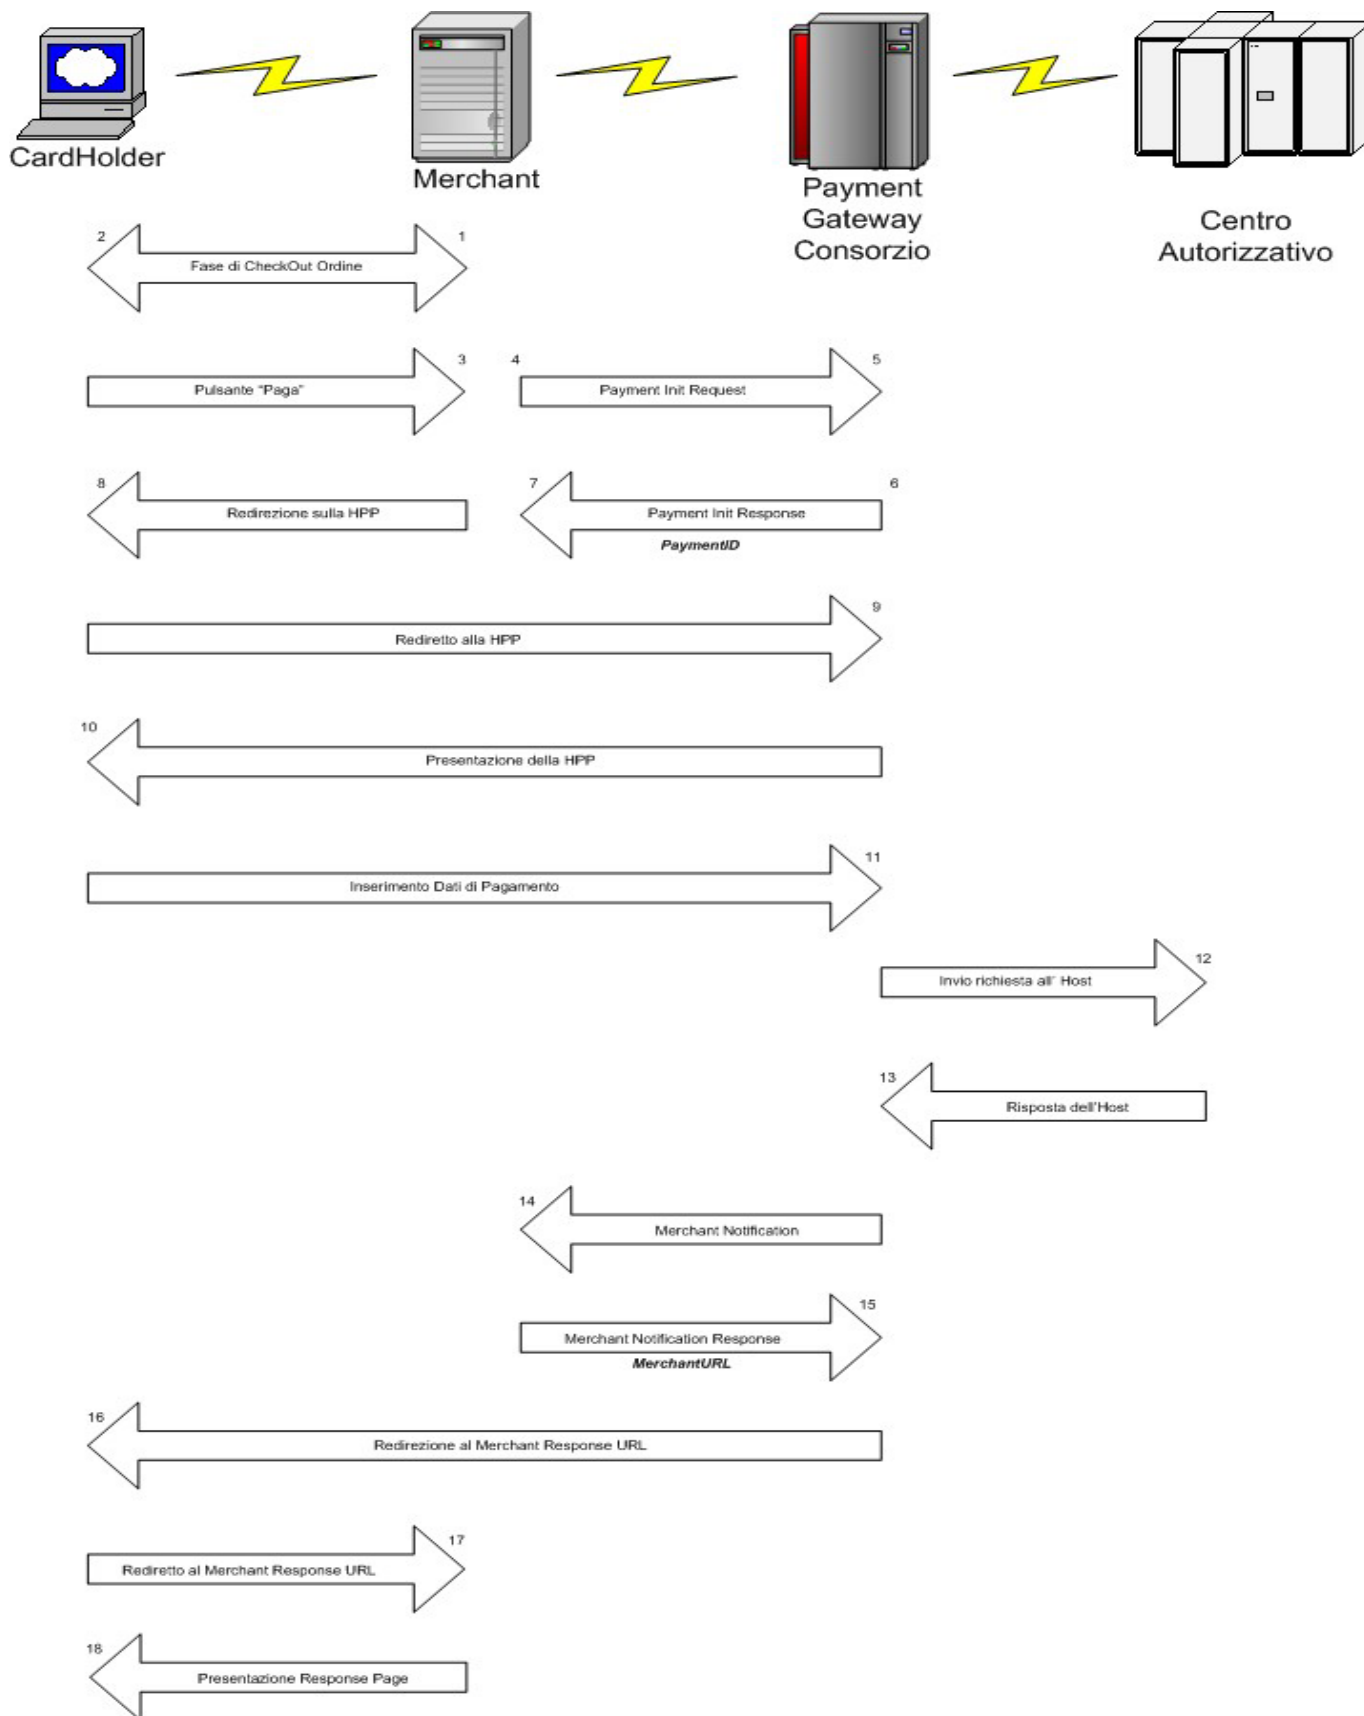 CardHolder
Merchant
Payment
Gateway
Consorzio
Centro
Autorizzativo
2
1
Fase di CheckOut Ordine
3
Pulsante "Paga"
4
5
Payment Init Request
8
Redirezione sulla HPP
7
6
Payment Init Response
PaymentID
9
Rediretto alla HPP
10
Presentazione della HPP
11
Inserimento Dati di Pagamento
12
Invio richiesta all' Host
13
Risposta dell'Host
14
Merchant Notification
15
Merchant Notification Response
MerchantURL
16
Redirezione al Merchant Response URL
17
Rediretto al Merchant Response URL
18
Presentazione Response Page